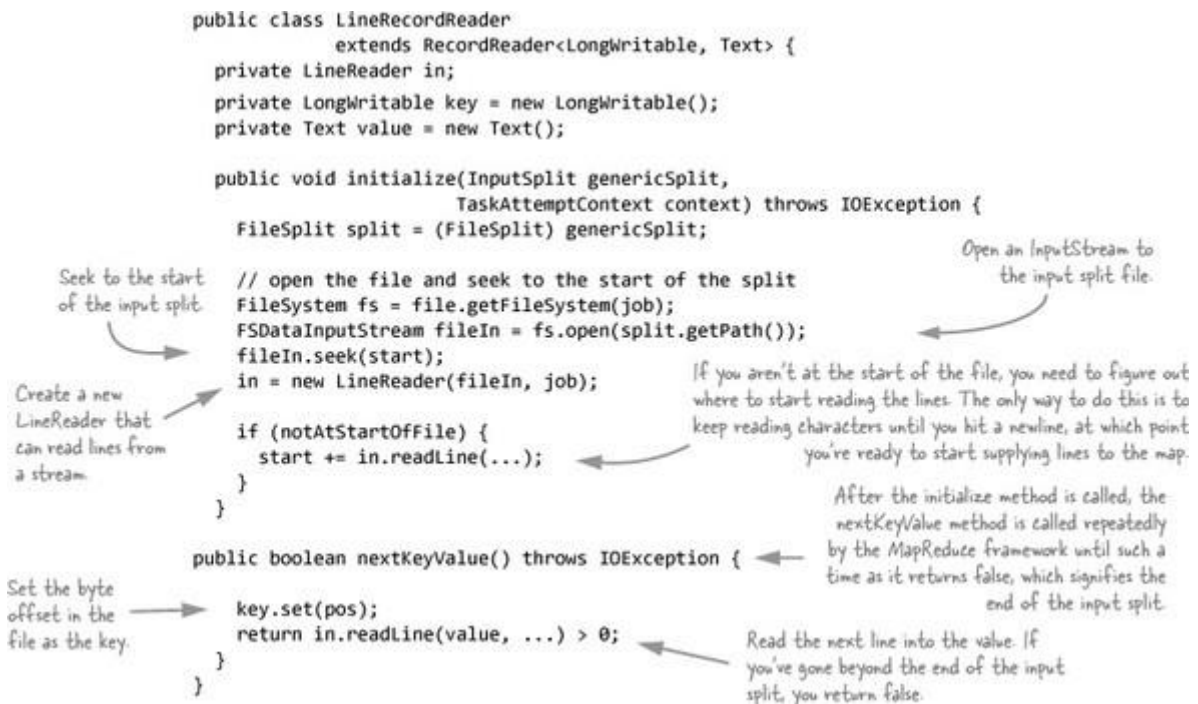 public class LineRecordReader
extends RecordReader<LongWritable, Text> {
private LineReader in;
private LongWritable key = new LongWritable();
private Text value = new Text();
public void initialize(InputSplit genericSplit,
TaskAttemptContext context) throws IOException {
FileSplit split = (FileSplit) genericSplit;
Open an InputStream to
the input split file.
Seek to the start
of the input split.
// open the file and seek to the start of the split
FileSystem fs = file.getFileSystem(job);
FSDataInputStream fileIn = fs.open(split.getPath());
fileIn.seek(start);
in = new LineReader(fileIn, job);
Create a new
LineReader that
can read lines from
a stream.
If you aren't at the start of the file, you need to figure out
where to start reading the lines. The only way to do this is to
keep reading characters until you hit a newline, at which point
you're ready to start supplying lines to the map.
if (notAtStartOfFile) {
start += in.readLine(...);
}
}
After the initialize method is called, the
nextKeyValue method is called repeatedly
by the MapReduce framework until such a
time as it returns false, which signifies the
end of the input split.
public boolean nextKeyValue() throws IOException {
Set the byte
offset in the
file as the key.
key.set(pos);
return in.readLine(value, ...) > 0;
}
}
Read the next line into the value. If
you've gone beyond the end of the input
split, you return false.